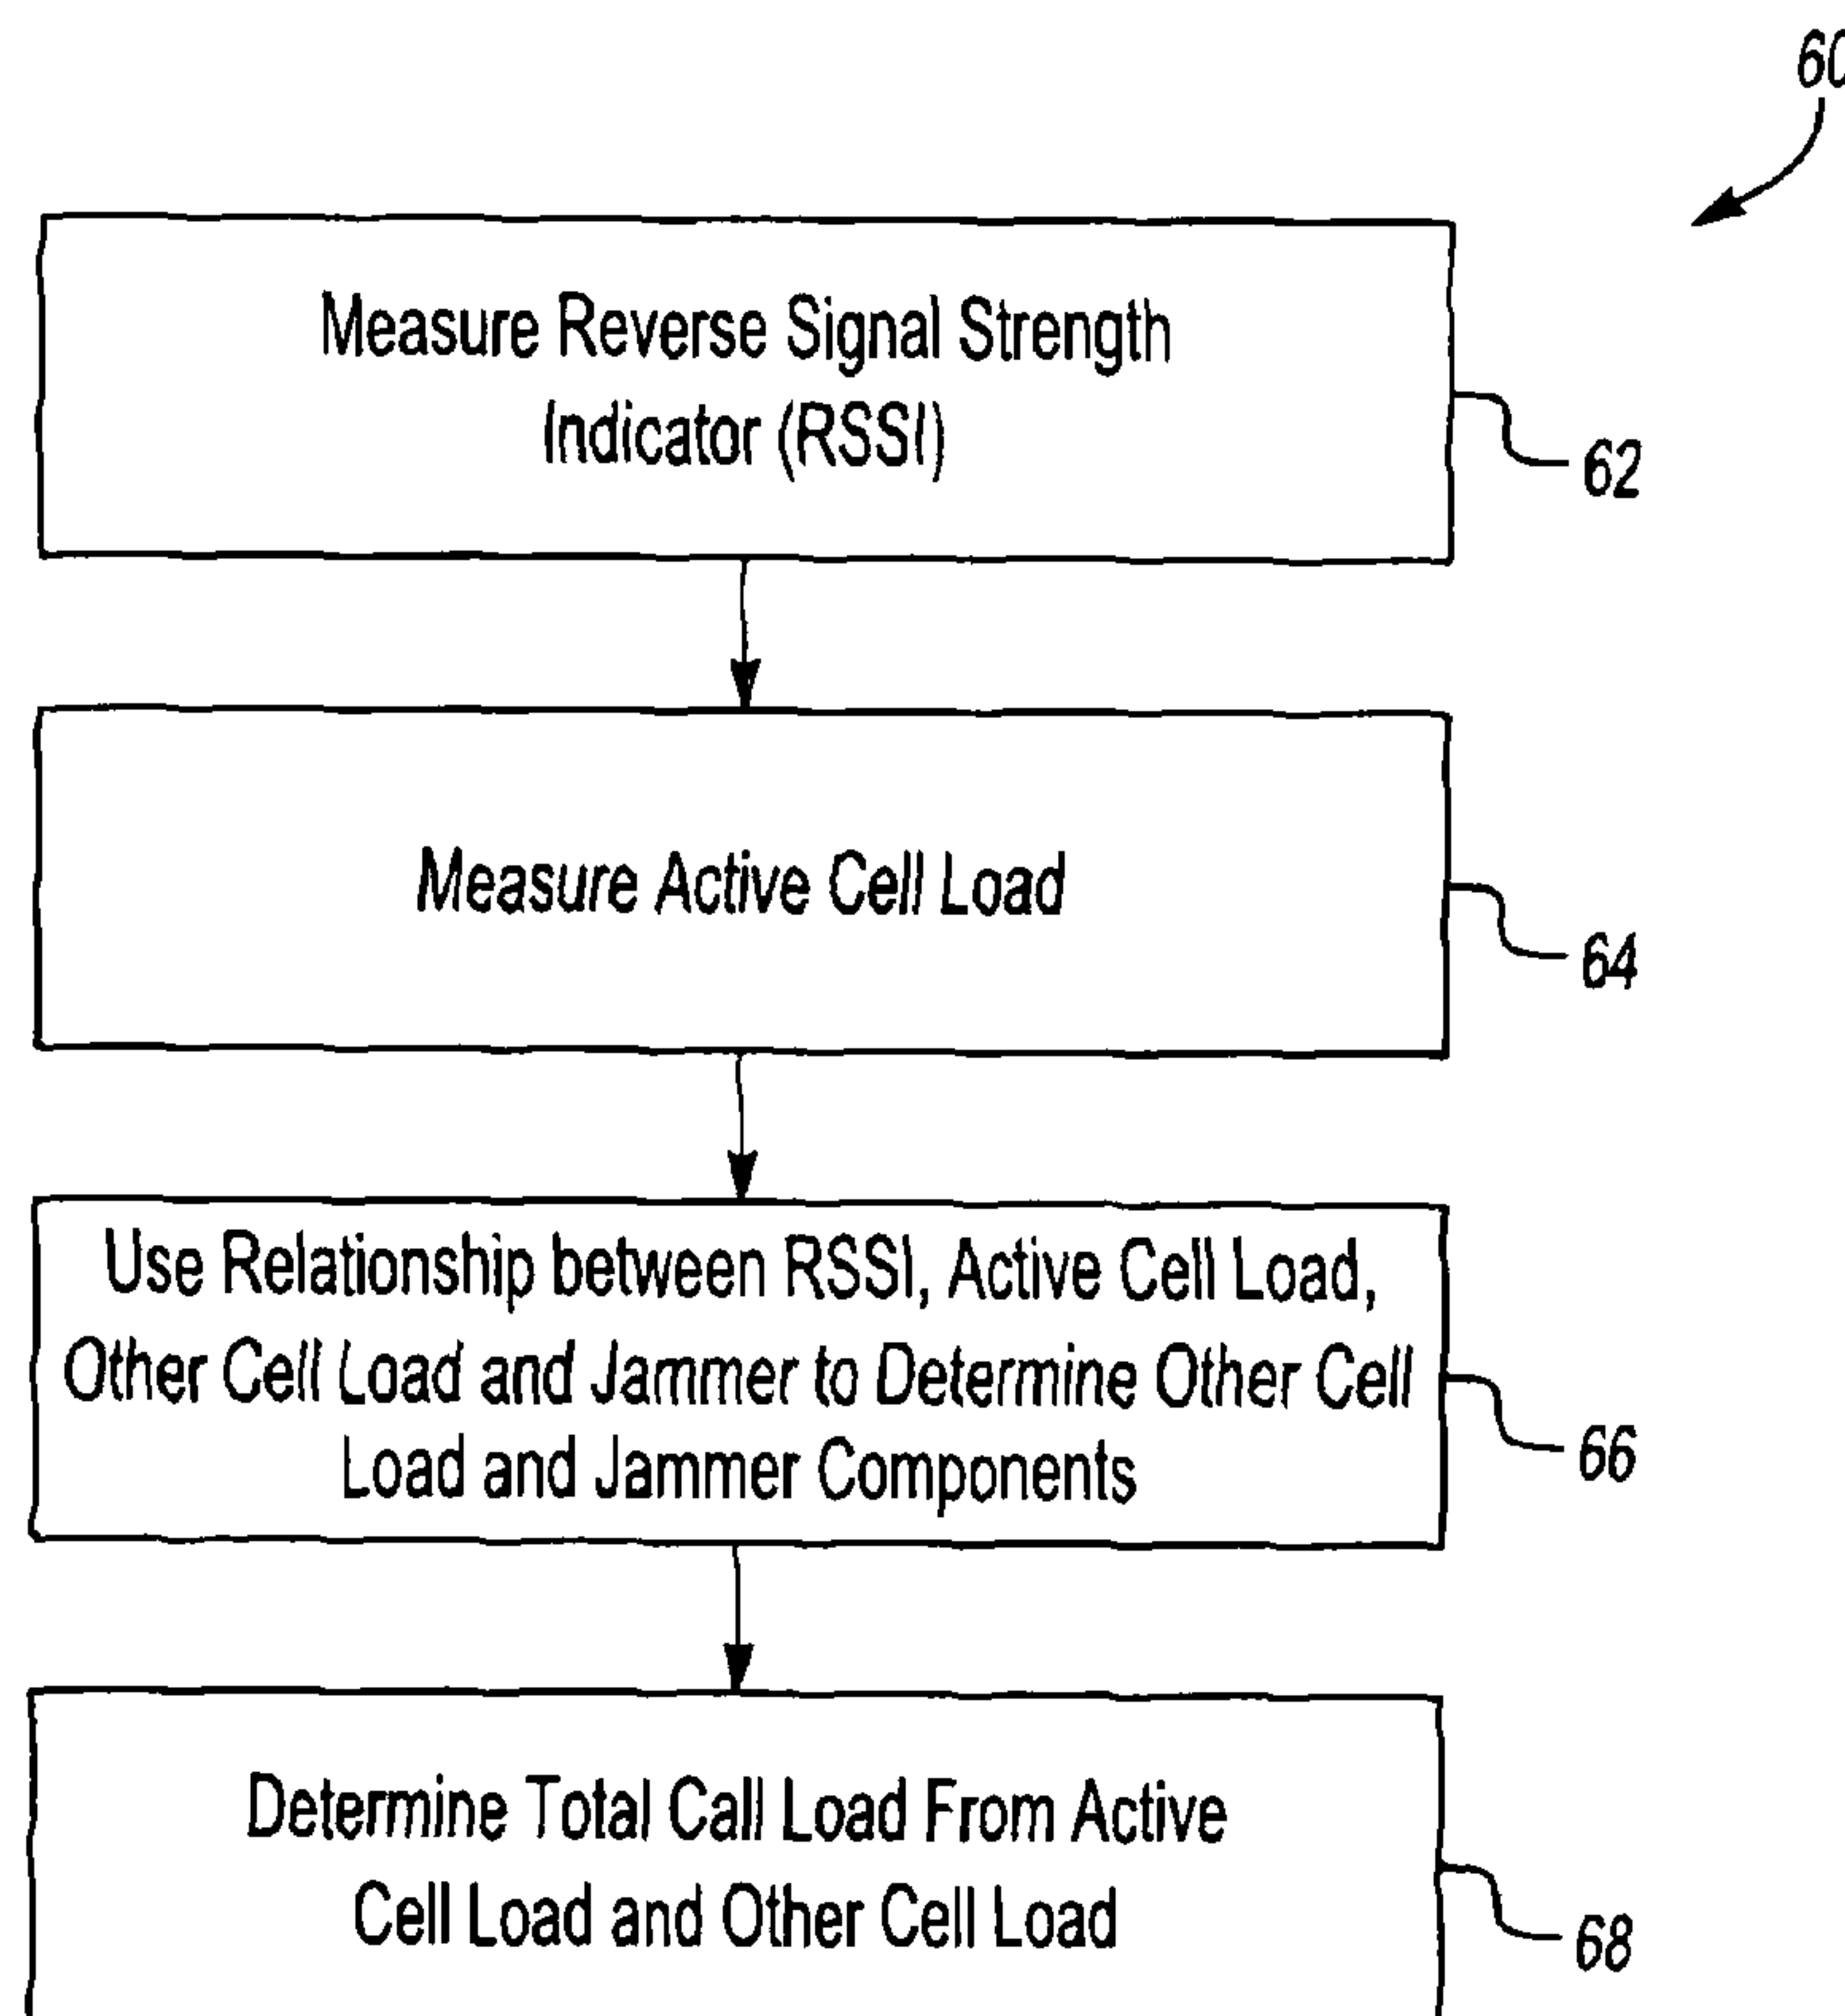 60
Measure Reverse Signal Strength
Indicator (RSSI)
62
Measure Active Cell Load
64
Use Relationship between RSSI, Active Cell Load,
Other Cell Load and Jammer to Determine Other Cell
Load and Jammer Components
66
Determine Total Call Load From Active
Cell Load and Other Cell Load
68